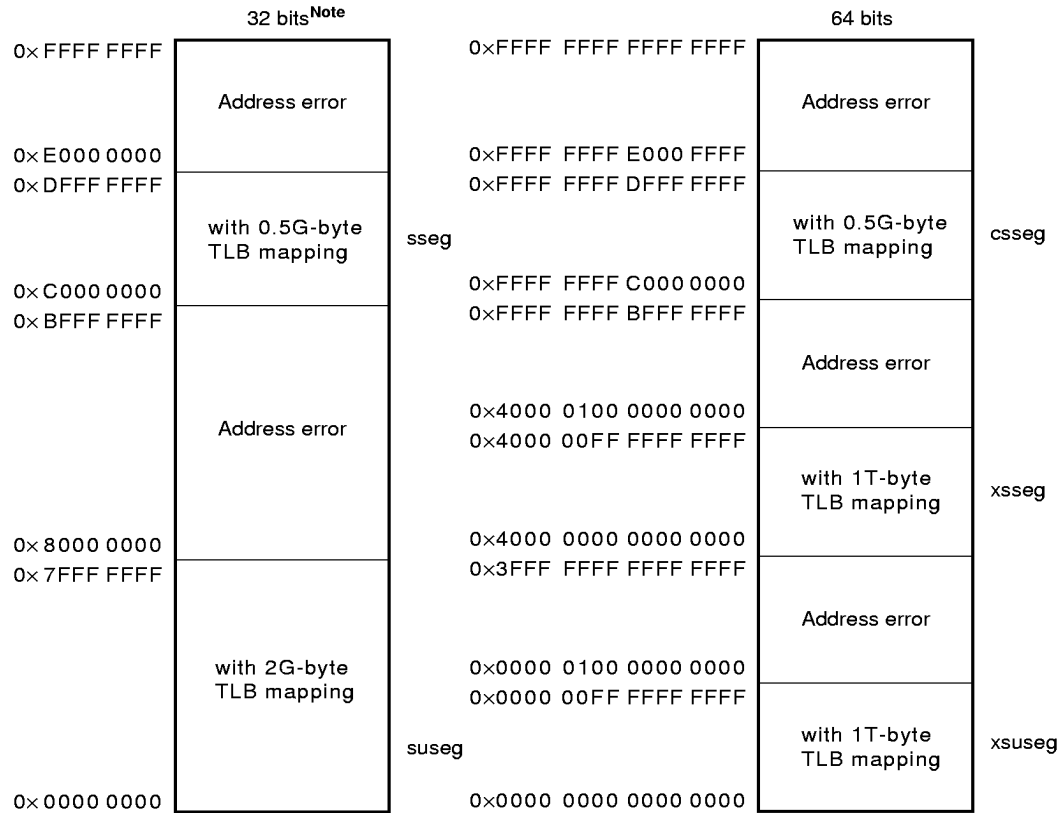 32 bitsNote
0×FFFF FFFF
Address error
0×E000 0000
0×DFFF FFFF
with 0.5G-byte
TLB mapping
sseg
0×C000 0000
0×BFFF FFFF
Address error
0×8000 0000
0×7FFF FFFF
with 2G-byte
TLB mapping
suseg
0×0000 0000
64 bits
0×FFFF FFFF FFFF FFFF
Address error
0×FFFF FFFF E000 FFFF
0×FFFF FFFF DFFF FFFF
with 0.5G-byte
TLB mapping
csseg
0×FFFF FFFF C000 0000
0×FFFF FFFF BFFF FFFF
Address error
0×4000 0100 0000 0000
0×4000 00FF FFFF FFFF
with 1T-byte
TLB mapping
xsseg
0×4000 0000 0000 0000
0×3FFF FFFF FFFF FFFF
Address error
0×0000 0100 0000 0000
0×0000 00FF FFFF FFFF
with 1T-byte
TLB mapping
xsuseg
0×0000 0000 0000 0000